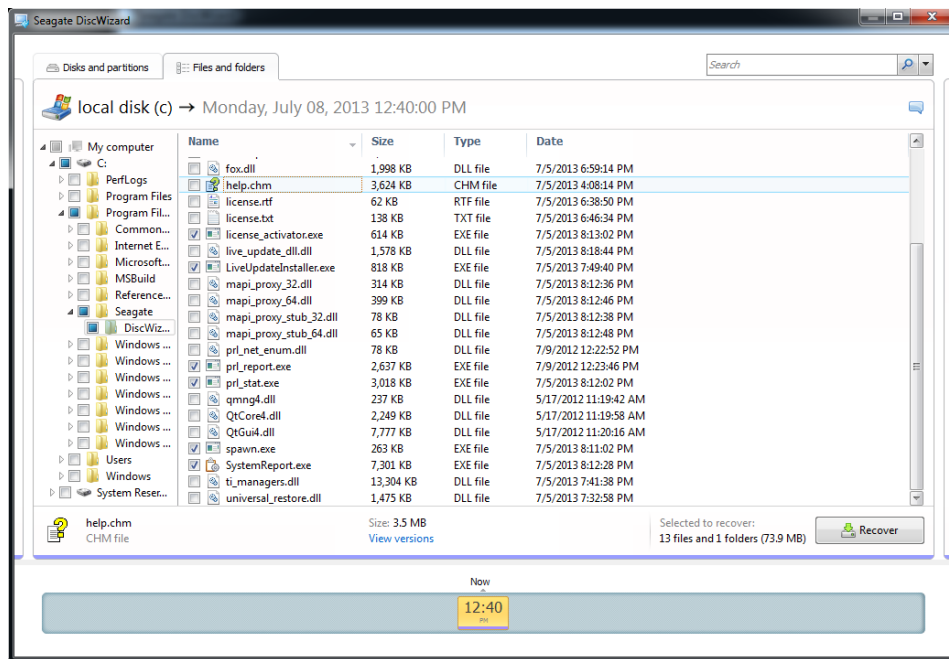 Seagate DiscWizard
Disks and partitions
Files and folders
Search
local disk (c) → Monday, July 08, 2013 12:40:00 PM
My computer
C:
PerfLogs
Program Files
Program Fil...
Common...
Internet E...
Microsoft...
MSBuild
Reference...
Seagate
DiscWiz...
Windows ...
Windows ...
Windows ...
Windows ...
Windows ...
Windows ...
Windows ...
Users
Windows
System Reser...
Name Size Type Date
fox.dll 1,998 KB DLL file 7/5/2013 6:59:14 PM
help.chm 3,624 KB CHM file 7/5/2013 4:08:14 PM
license.rtf 62 KB RTF file 7/5/2013 6:38:50 PM
license.txt 138 KB TXT file 7/5/2013 6:46:34 PM
license_activator.exe 614 KB EXE file 7/5/2013 8:13:02 PM
live_update_dll.dll 1,578 KB DLL file 7/5/2013 8:18:44 PM
LiveUpdateInstaller.exe 818 KB EXE file 7/5/2013 7:49:40 PM
mapi_proxy_32.dll 314 KB DLL file 7/5/2013 8:12:36 PM
mapi_proxy_64.dll 399 KB DLL file 7/5/2013 8:12:46 PM
mapi_proxy_stub_32.dll 78 KB DLL file 7/5/2013 8:12:38 PM
mapi_proxy_stub_64.dll 65 KB DLL file 7/5/2013 8:12:48 PM
prl_net_enum.dll 78 KB DLL file 7/9/2012 12:22:52 PM
prl_report.exe 2,637 KB EXE file 7/9/2012 12:23:46 PM
prl_stat.exe 3,018 KB EXE file 7/5/2013 8:12:02 PM
qmng4.dll 237 KB DLL file 5/17/2012 11:19:42 AM
QtCore4.dll 2,249 KB DLL file 5/17/2012 11:19:58 AM
QtGui4.dll 7,777 KB DLL file 5/17/2012 11:20:16 AM
spawn.exe 263 KB EXE file 7/5/2013 8:11:02 PM
SystemReport.exe 7,301 KB EXE file 7/5/2013 8:12:28 PM
ti_managers.dll 13,304 KB DLL file 7/5/2013 7:41:38 PM
universal_restore.dll 1,475 KB DLL file 7/5/2013 7:32:58 PM
help.chm
CHM file
Size: 3.5 MB
View versions
Selected to recover:
13 files and 1 folders (73.9 MB)
Recover
Now
12:40
PM